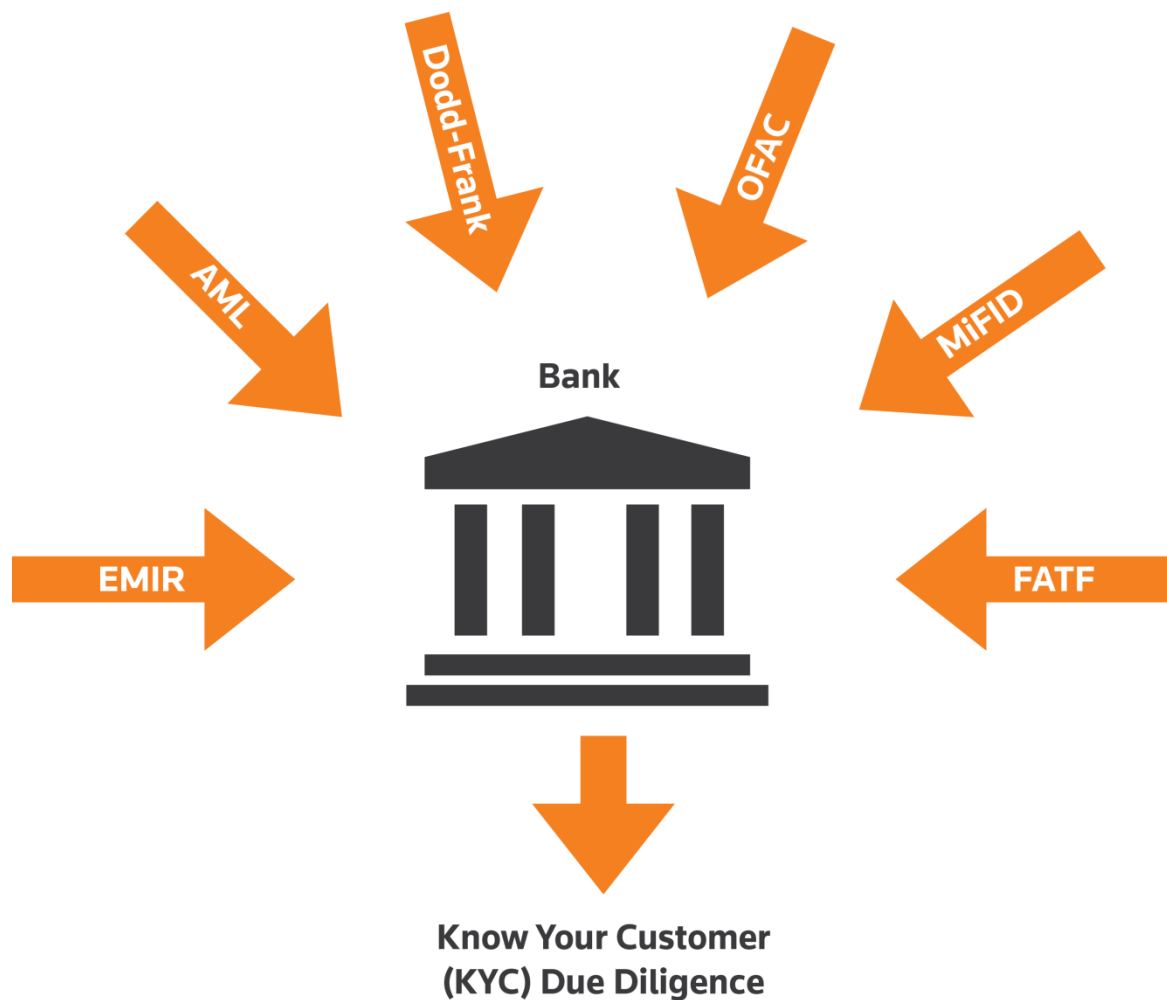 Dodd-Frank
OFAC
AML
MiFID
Bank
EMIR
FATF
Know Your Customer
(KYC) Due Diligence